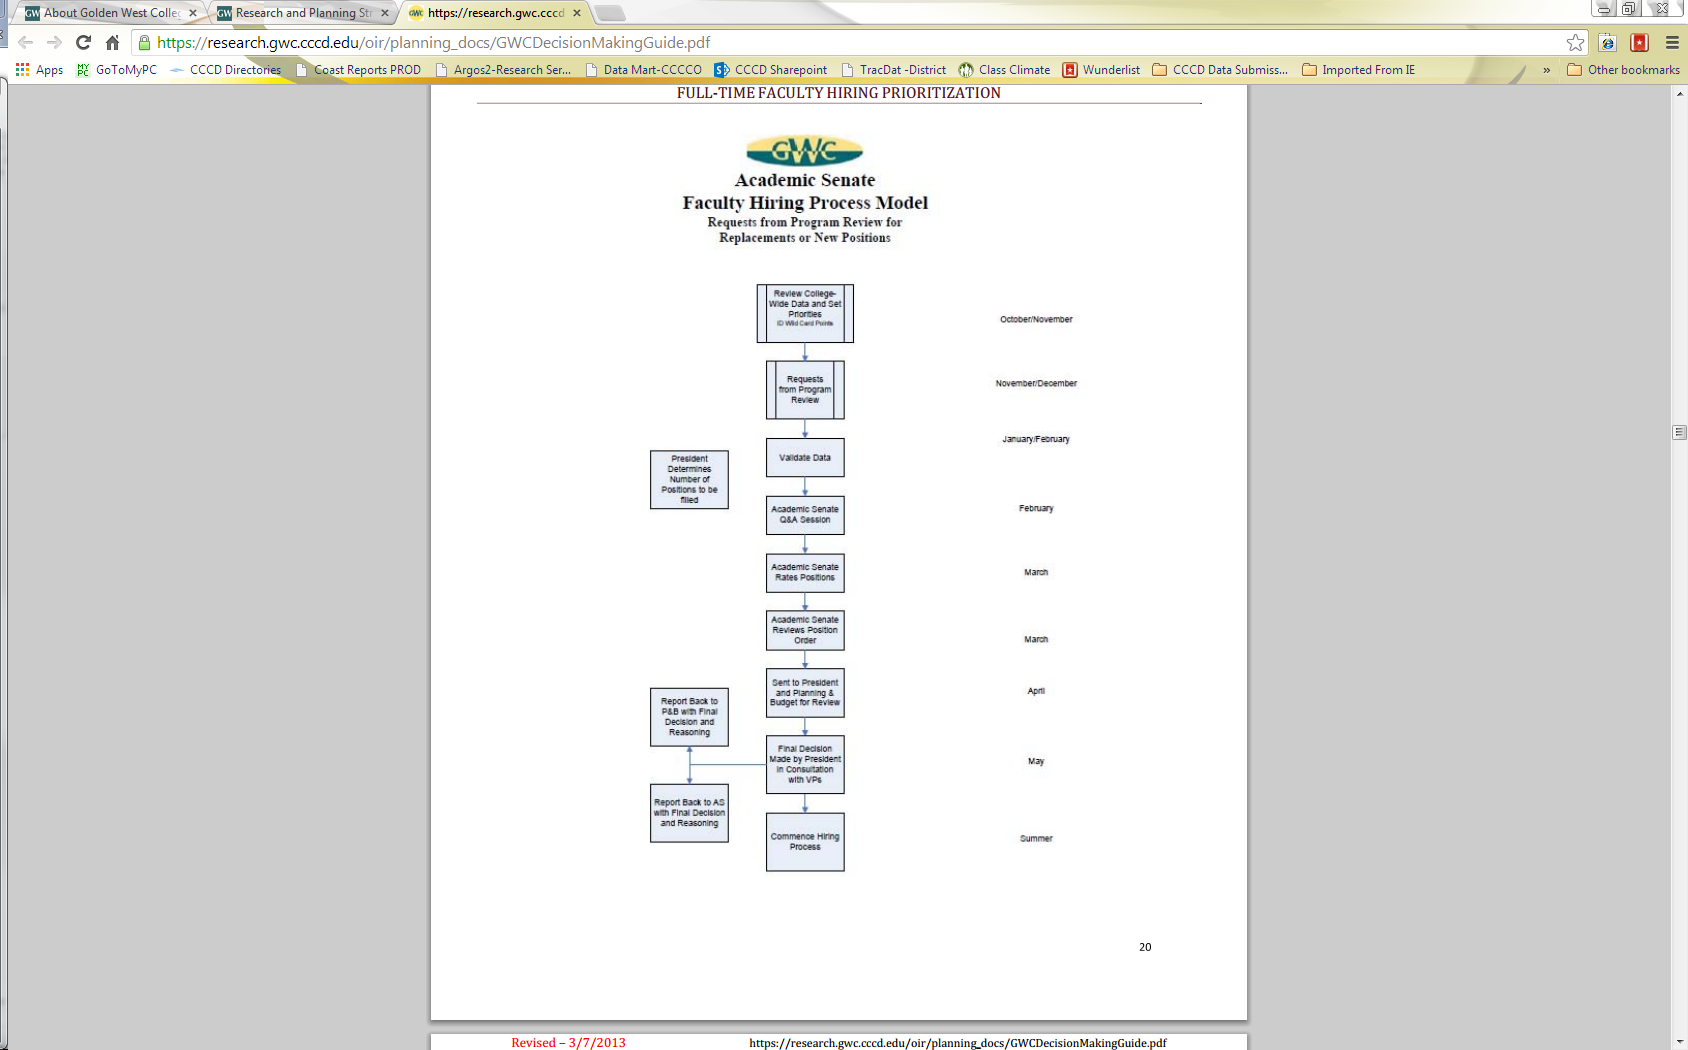 About Golden West Colle
Research and Planning Str
https://research.gwc.cccd
https://research.gwc.cccd.edu/oir/planning_docs/GWCDecisionMakingGuide.pdf
Apps
GoToMyPC
CCCD Directories
Coast Reports PROD
Argos2-Research Ser...
Data Mart-CCCCO
CCCD Sharepoint
TracDat -District
Class Climate
Wunderlist
CCCD Data Submiss...
Imported From IE
»
Other bookmarks
FULL-TIME FACULTY HIRING PRIORITIZATION
GWC
Academic Senate
Faculty Hiring Process Model
Requests from Program Review for
Replacements or New Positions
Review College-
Wide Data and Set
Priorities
ID Wild Card Points
October/November
Requests
from Program
Review
November/December
January/February
Validate Data
President
Determines
Number of
Positions to be
filled
Academic Senate
Q&A Session
February
Academic Senate
Rates Positions
March
Academic Senate
Reviews Position
Order
March
Sent to President
and Planning &
Budget for Review
April
Report Back to
P&B with Final
Decision and
Reasoning
Final Decision
Made by President
in Consultation
with VPs
May
Report Back to AS
with Final Decision
and Reasoning
Commence Hiring
Process
Summer
20
Revised – 3/7/2013
https://research.gwc.cccd.edu/oir/planning_docs/GWCDecisionMakingGuide.pdf